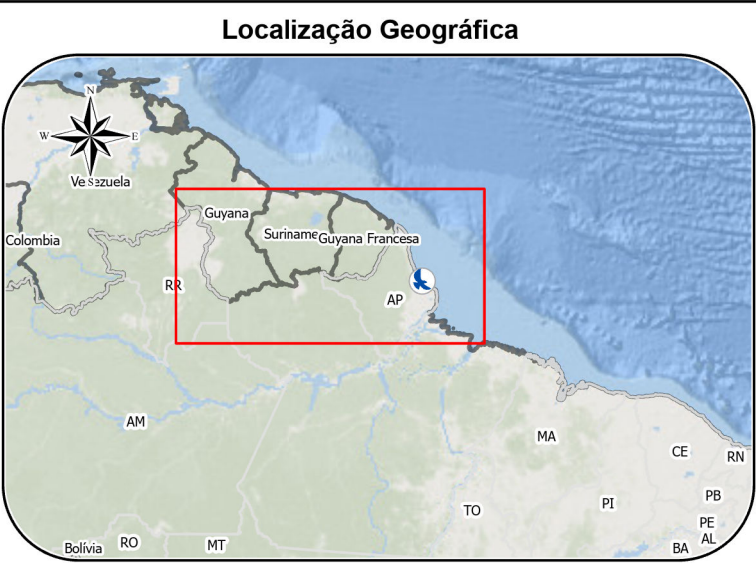 Localização Geográfica
N
W E
S
Venezuela
Guyana
Colombia
Suriname
Guyana Francesa
RR
AP
AM
MA
CE
RN
PI
PB
TO
PE
AL
BA
Bolívia
RO
MT